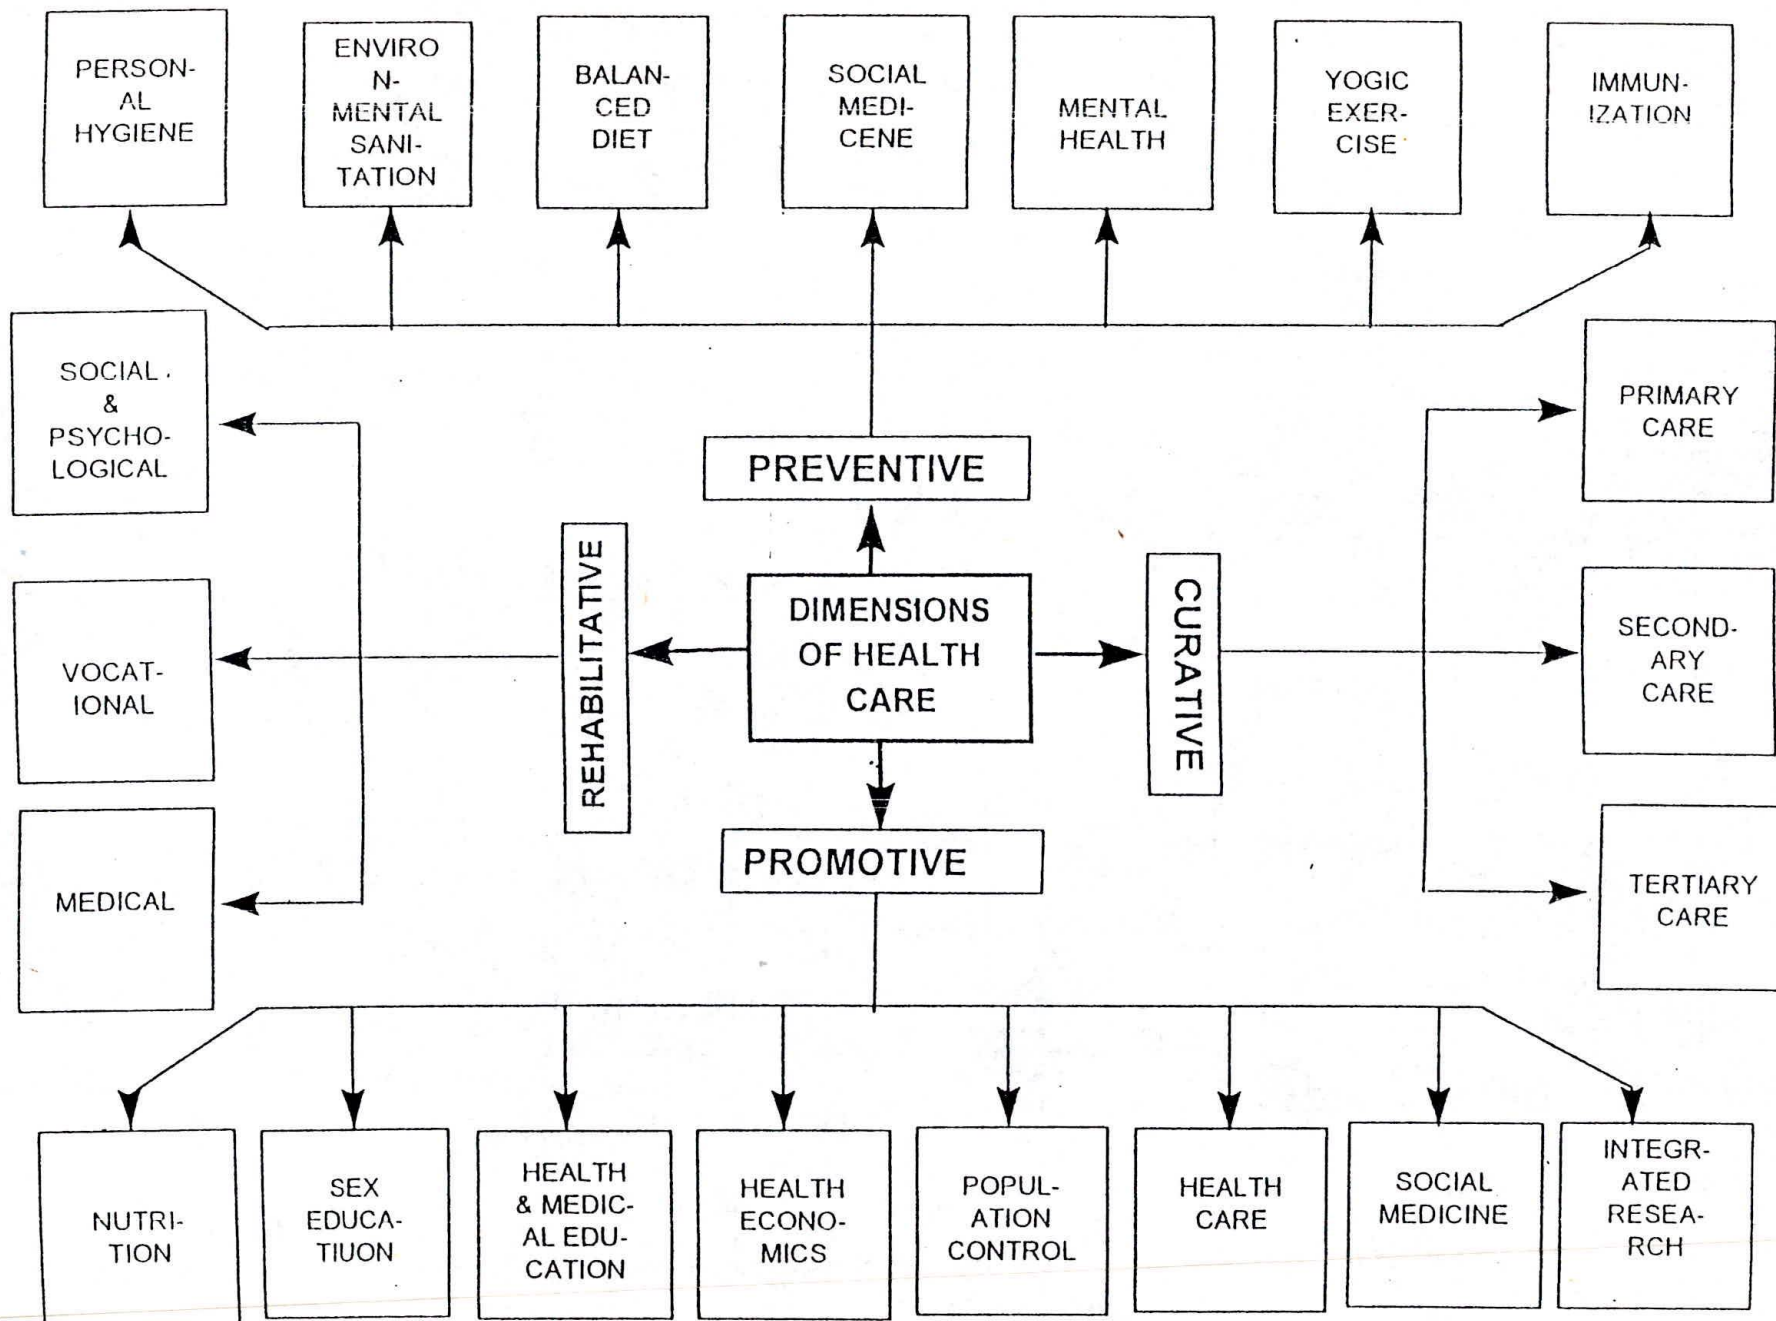 PERSON-
AL
HYGIENE
ENVIRO
N-
MENTAL
SANI-
TATION
BALAN-
CED
DIET
SOCIAL
MEDI-
CENE
MENTAL
HEALTH
YOGIC
EXER-
CISE
IMMUN-
IZATION
SOCIAL
&
PSYCHO-
LOGICAL
VOCAT-
IONAL
MEDICAL
REHABILITATIVE
PREVENTIVE
DIMENSIONS
OF HEALTH
CARE
PROMOTIVE
CURATIVE
PRIMARY
CARE
SECOND-
ARY
CARE
TERTIARY
CARE
NUTRI-
TION
SEX
EDUCA-
TIUON
HEALTH
& MEDIC-
AL EDU-
CATION
HEALTH
ECONO-
MICS
POPUL-
ATION
CONTROL
HEALTH
CARE
SOCIAL
MEDICINE
INTEGR-
ATED
RESEA-
RCH